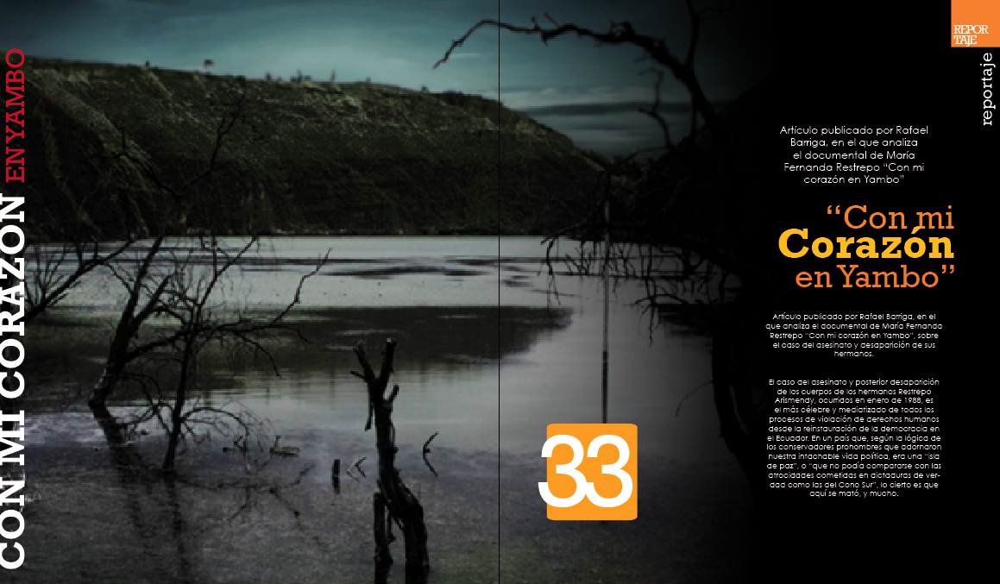 CON MI CORAZON EN YAMBO
REPOR
TAJE
reportaje
Artículo publicado por Rafael
Barriga, en el que analiza
el documental de María
Fernanda Restrepo “Con mi
corazón en Yambo”
“Con mi
Corazón
en Yambo”
Artículo publicado por Rafael Barriga, en el
que analiza el documental de María Fernanda
Restrepo “Con mi corazón en Yambo”, sobre
el caso del asesinato y desaparición de sus
hermanos.
El caso del asesinato y posterior desaparición
de los cuerpos de los hermanos Restrepo
Arismendy, ocurridos en enero de 1988, es
el más célebre y mediatizado de todos los
procesos de violación de derechos humanos
desde la reinstauración de la democracia en
el Ecuador. En un país que, según la lógica de
los conservadores prohombres que adornaron
nuestra intachable vida política, era una “isla
de paz”, o “que no podía compararse con las
atrocidades cometidas en dictaduras de ver-
dad como las del Cono Sur”, lo cierto es que
aquí se mató, y mucho.
33